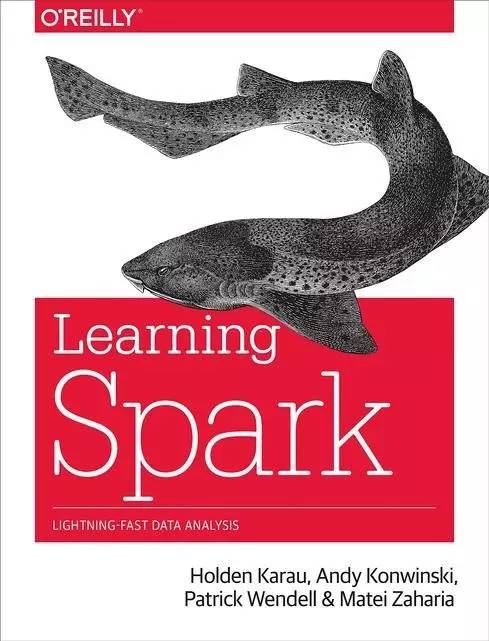 O'REILLY®
Learning
Spark
LIGHTNING-FAST DATA ANALYSIS
Holden Karau, Andy Konwinski,
Patrick Wendell & Matei Zaharia